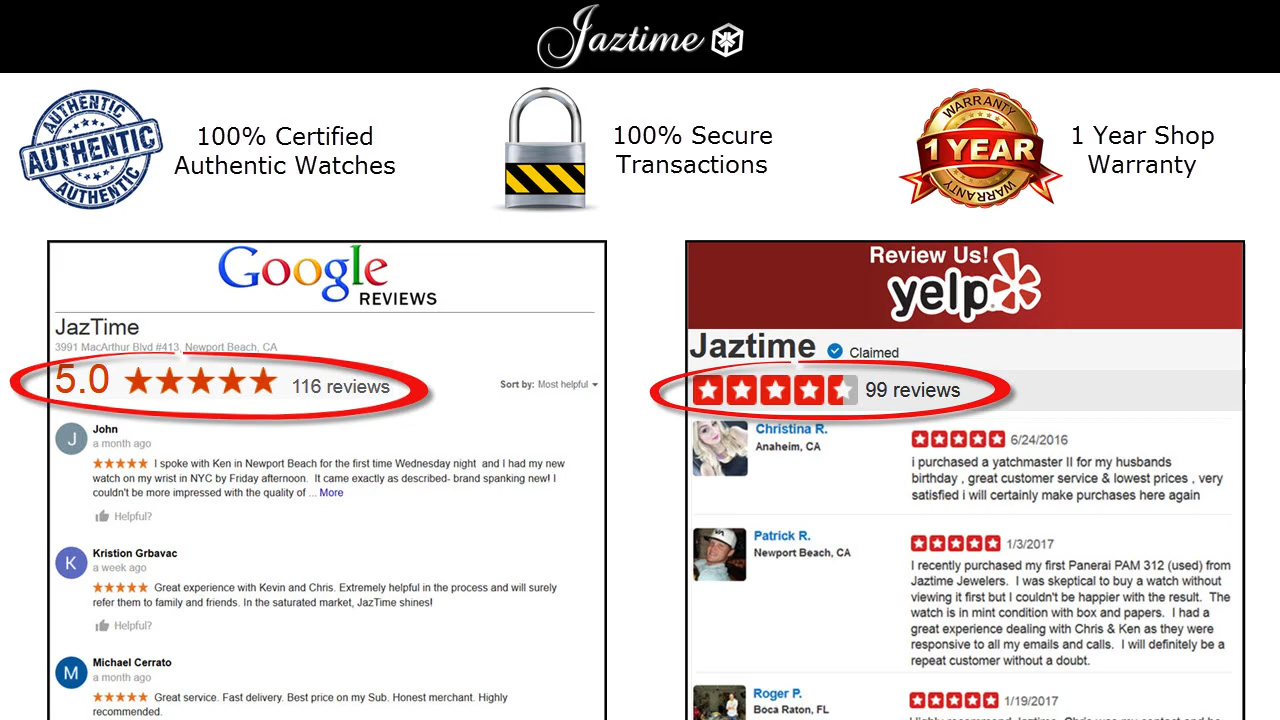 Jaztime
AUTHENTIC
AUTHENTIC
AUTHENTIC
100% Certified
Authentic Watches
100% Secure
Transactions
WARRANTY
1 YEAR
WARRANTY
1 Year Shop
Warranty
Google
REVIEWS
JazTime
3991 MacArthur Blvd #413, Newport Beach, CA
5.0 116 reviews
Sort by: Most helpful
J
John
a month ago
I spoke with Ken in Newport Beach for the first time Wednesday night and I had my new
watch on my wrist in NYC by Friday afternoon. It came exactly as described- brand spanking new! I
couldn't be more impressed with the quality of ... More
Helpful?
K
Kristion Grbavac
a week ago
Great experience with Kevin and Chris. Extremely helpful in the process and will surely
refer them to family and friends. In the saturated market, JazTime shines!
Helpful?
M
Michael Cerrato
a month ago
Great service. Fast delivery. Best price on my Sub. Honest merchant. Highly
recommended.
Review Us!
yelp
Jaztime Claimed
99 reviews
Christina R.
Anaheim, CA
6/24/2016
i purchased a yatchmaster II for my husbands
birthday , great customer service & lowest prices , very
satisfied i will certainly make purchases here again
Patrick R.
Newport Beach, CA
1/3/2017
I recently purchased my first Panerai PAM 312 (used) from
Jaztime Jewelers. I was skeptical to buy a watch without
viewing it first but I couldn't be happier with the result. The
watch is in mint condition with box and papers. I had a
great experience dealing with Chris & Ken as they were
responsive to all my emails and calls. I will definitely be a
repeat customer without a doubt.
Roger P.
Boca Raton, FL
1/19/2017